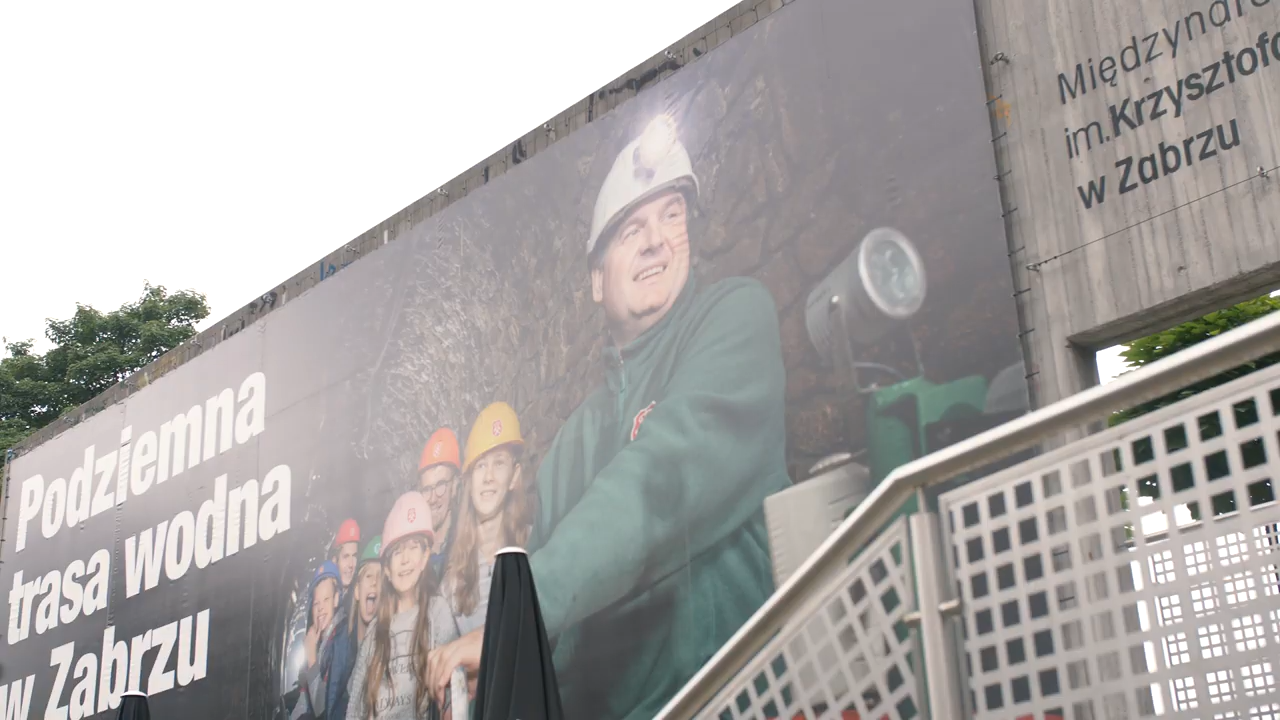 Podziemna
trasa wodna
w Zabrzu
Międzynaro
im. Krzysztofo
w Zabrzu